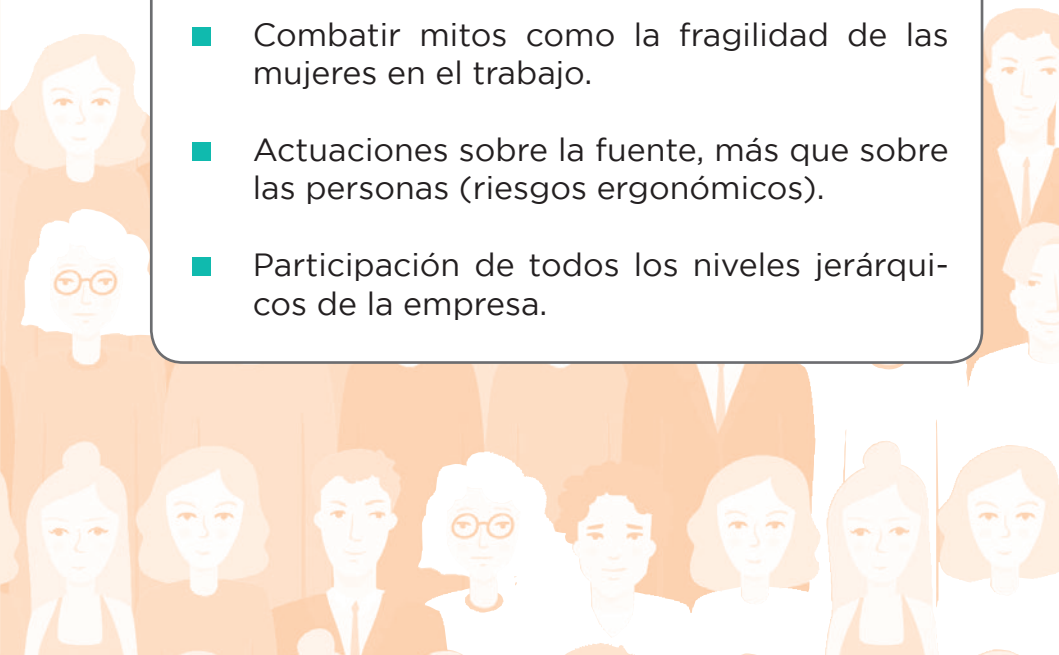 ■ Combatir mitos como la fragilidad de las
mujeres en el trabajo.
■ Actuaciones sobre la fuente, más que sobre
las personas (riesgos ergonómicos).
■ Participación de todos los niveles jerárqui-
cos de la empresa.